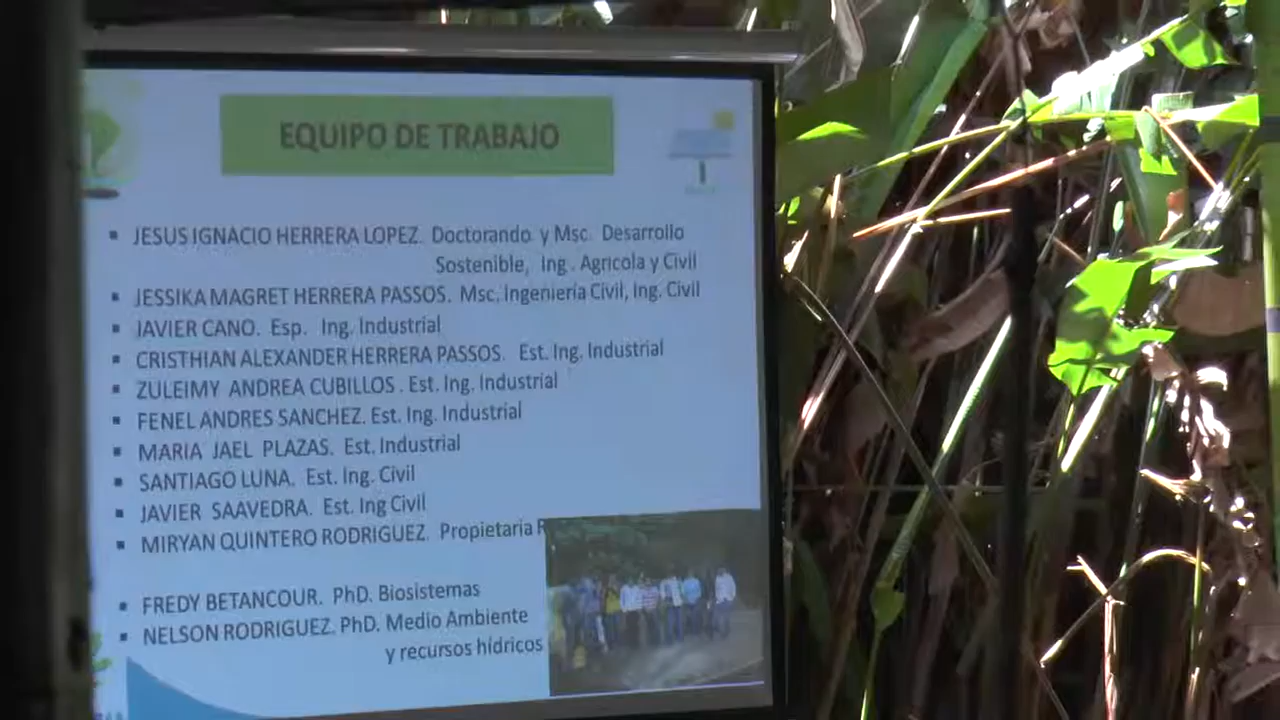 EQUIPO DE TRABAJO
▪ JESUS IGNACIO HERRERA LOPEZ. Doctorando y Msc. Desarrollo
Sostenible, Ing. Agricola y Civil
▪ JESSIKA MAGRET HERRERA PASSOS. Msc. Ingeniería Civil, Ing. Civil
▪ JAVIER CANO. Esp. Ing. Industrial
▪ CRISTHIAN ALEXANDER HERRERA PASSOS. Est. Ing. Industrial
▪ ZULEIMY ANDREA CUBILLOS. Est. Ing. Industrial
▪ FENEL ANDRES SANCHEZ. Est. Ing. Industrial
▪ MARIA JAEL PLAZAS. Est. Industrial
▪ SANTIAGO LUNA. Est. Ing. Civil
▪ JAVIER SAAVEDRA. Est. Ing Civil
▪ MIRYAN QUINTERO RODRIGUEZ. Propietaria
▪ FREDY BETANCOUR. PhD. Biosistemas
▪ NELSON RODRIGUEZ. PhD. Medio Ambiente
y recursos hídricos